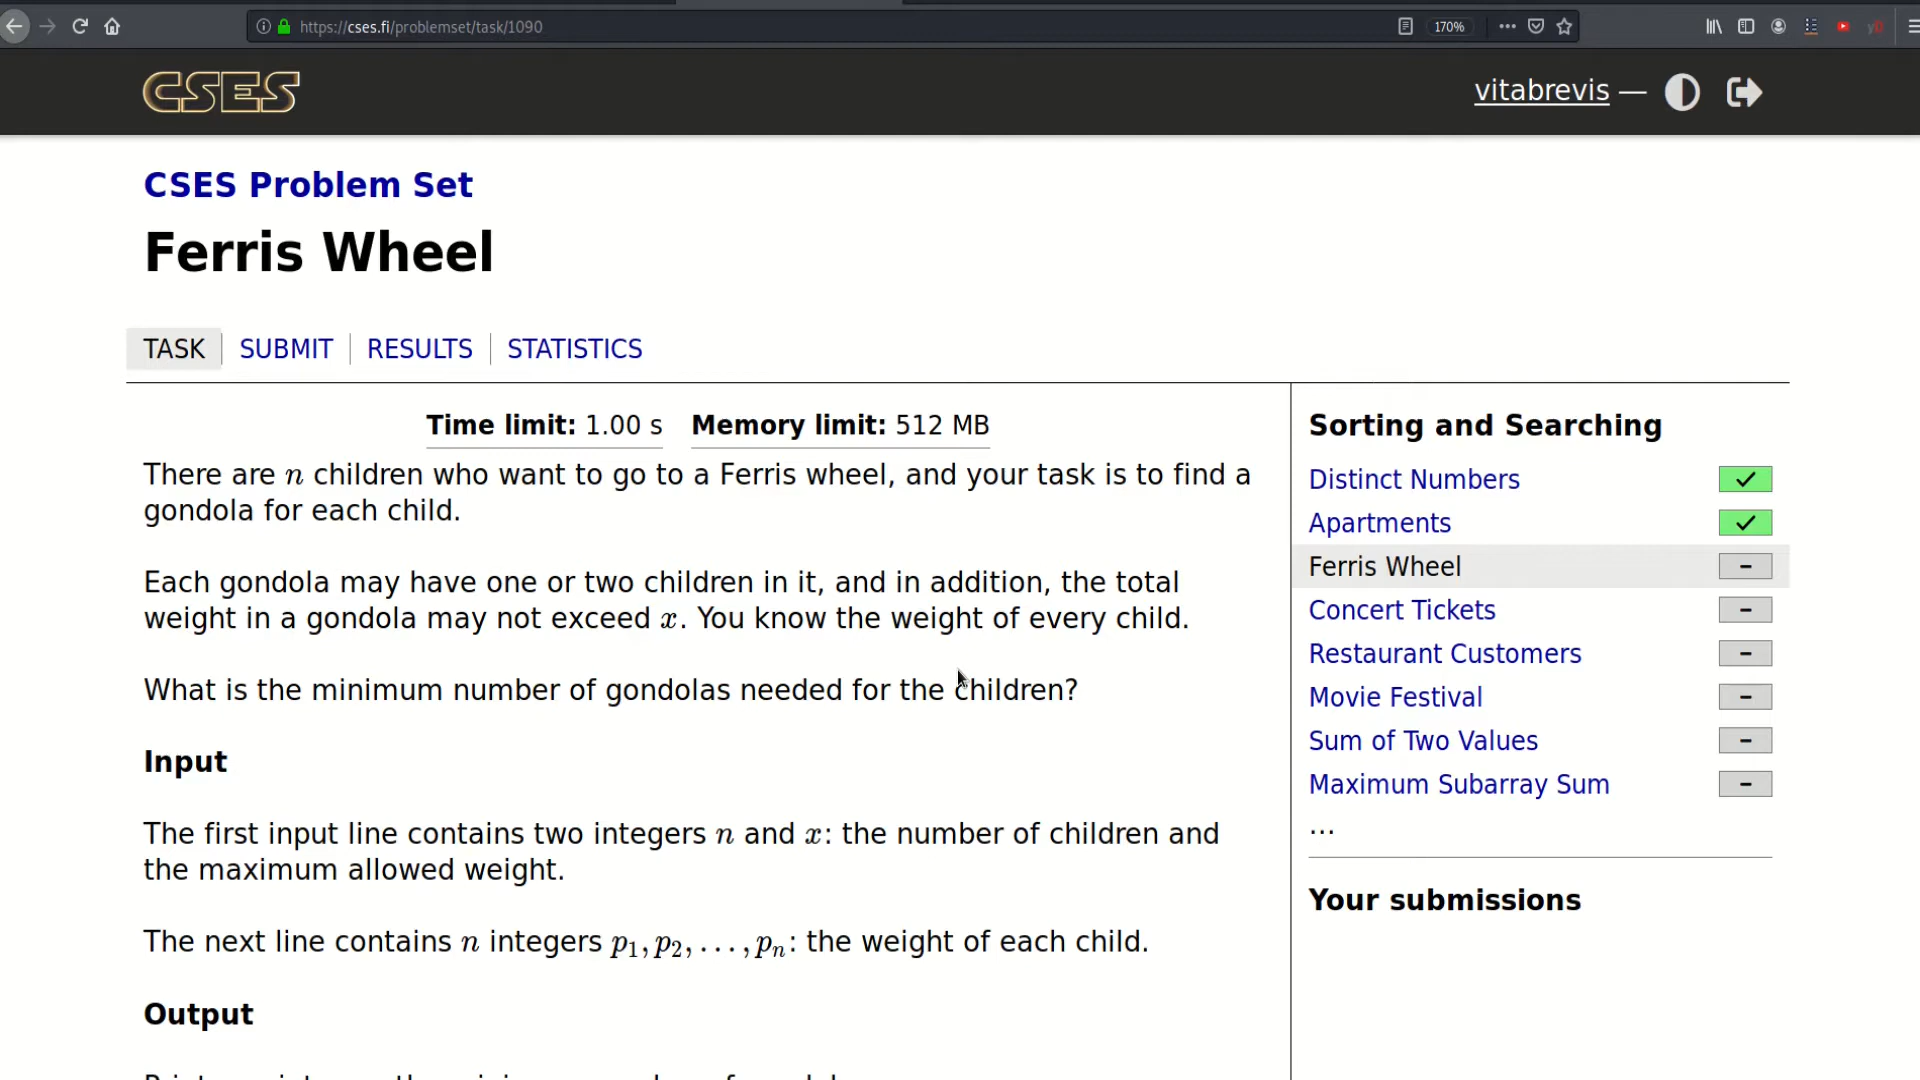 https://cses.fi/problemset/task/1090
170%
CSES
vitabrevis —
CSES Problem Set
Ferris Wheel
TASK
SUBMIT
RESULTS
STATISTICS
Time limit: 1.00 s
Memory limit: 512 MB
There are n children who want to go to a Ferris wheel, and your task is to find a
gondola for each child.
Each gondola may have one or two children in it, and in addition, the total
weight in a gondola may not exceed x. You know the weight of every child.
What is the minimum number of gondolas needed for the children?
Input
The first input line contains two integers n and x: the number of children and
the maximum allowed weight.
The next line contains n integers p₁, p₂, …, pₙ: the weight of each child.
Output
Sorting and Searching
Distinct Numbers
Apartments
Ferris Wheel
Concert Tickets
Restaurant Customers
Movie Festival
Sum of Two Values
Maximum Subarray Sum
...
Your submissions